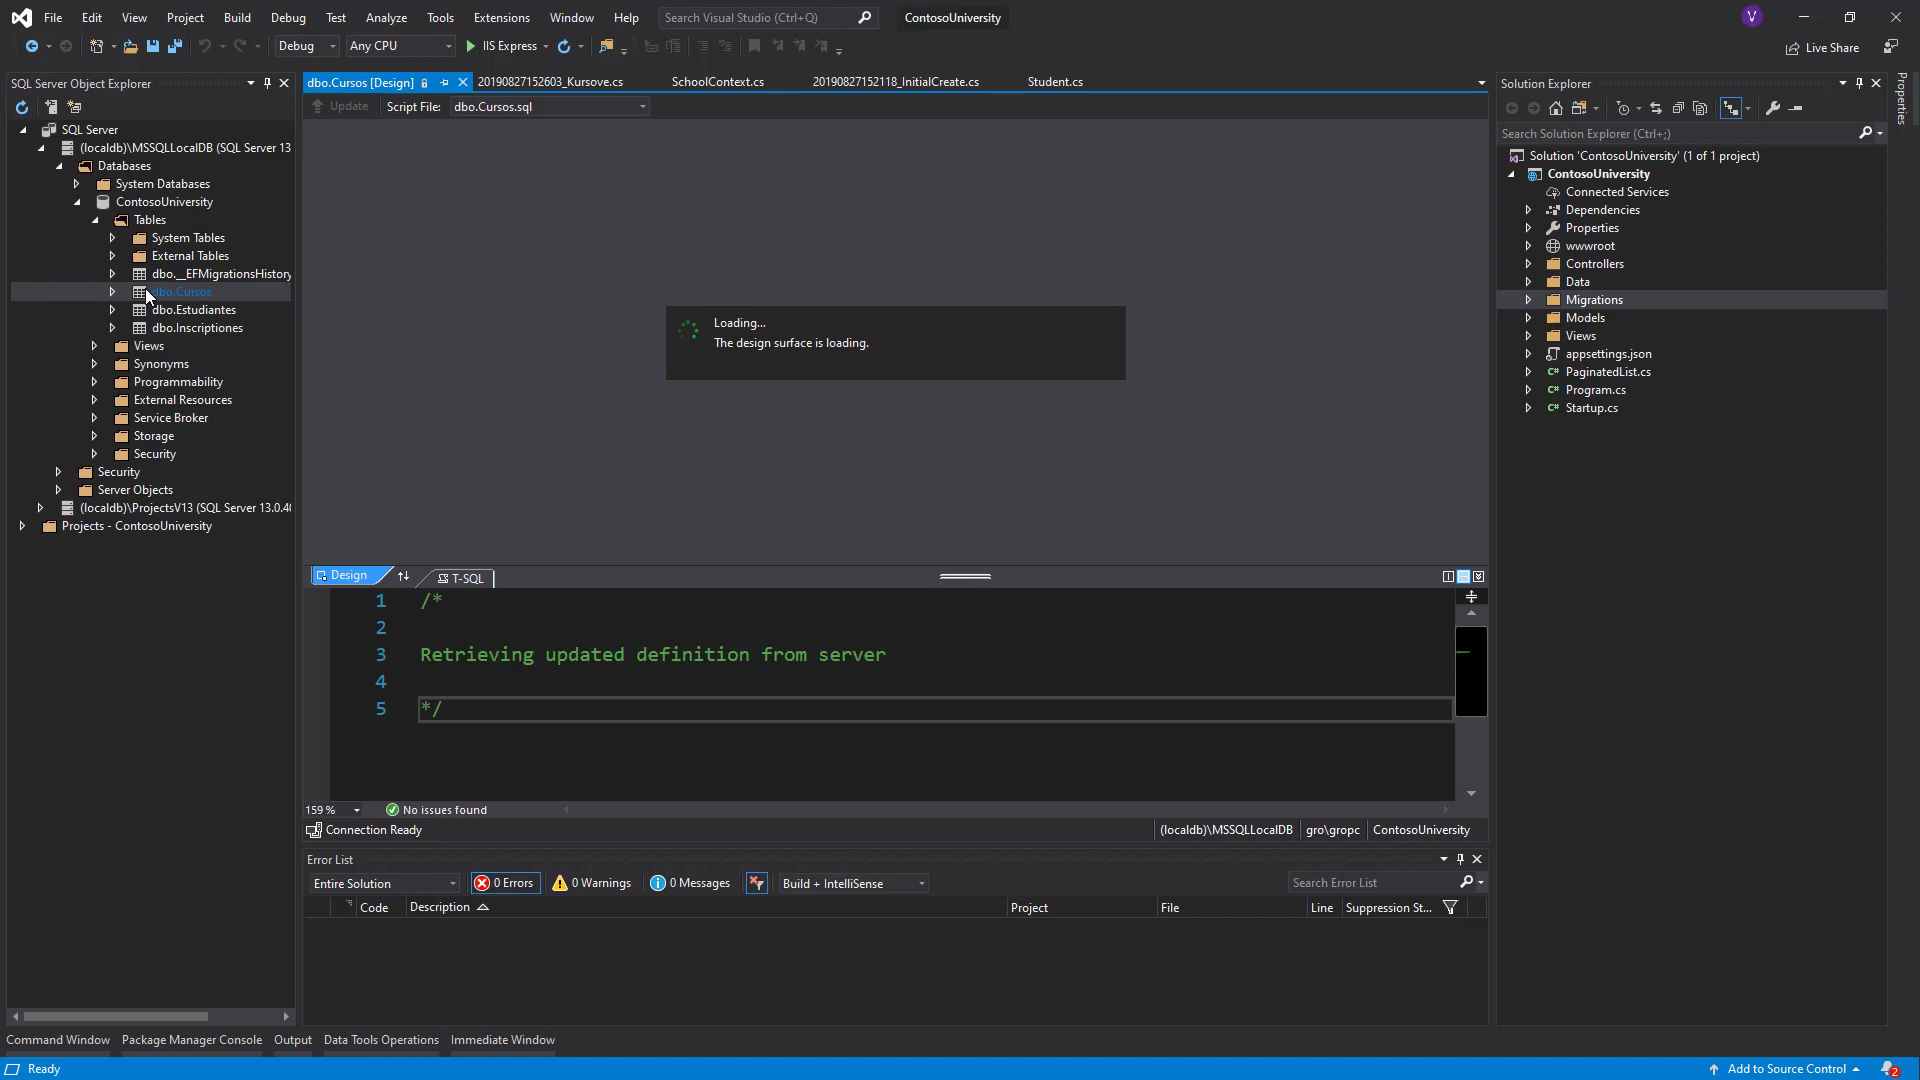 File Edit View Project Build Debug Test Analyze Tools Extensions Window Help Search Visual Studio (Ctrl+Q) ContosoUniversity V
Debug Any CPU IIS Express Live Share
SQL Server Object Explorer
SQL Server
(localdb)\MSSQLLocalDB (SQL Server 13
Databases
System Databases
ContosoUniversity
Tables
System Tables
External Tables
dbo.__EFMigrationsHistory
dbo.Cursos
dbo.Estudiantes
dbo.Inscriptiones
Views
Synonyms
Programmability
External Resources
Service Broker
Storage
Security
Security
Server Objects
(localdb)\ProjectsV13 (SQL Server 13.0.40
Projects - ContosoUniversity
dbo.Cursos [Design] 20190827152603_Kursove.cs SchoolContext.cs 20190827152118_InitialCreate.cs Student.cs
Update Script File: dbo.Cursos.sql
Loading...
The design surface is loading.
Design T-SQL
1 /*
2
3 Retrieving updated definition from server
4
5 */
159 % No issues found
Connection Ready (localdb)\MSSQLLocalDB gro\gropc ContosoUniversity
Error List
Entire Solution 0 Errors 0 Warnings 0 Messages Build + IntelliSense Search Error List
Code Description Project File Line Suppression St...
Solution Explorer
Search Solution Explorer (Ctrl+;)
Solution 'ContosoUniversity' (1 of 1 project)
ContosoUniversity
Connected Services
Dependencies
Properties
wwwroot
Controllers
Data
Migrations
Models
Views
appsettings.json
PaginatedList.cs
Program.cs
Startup.cs
Properties
Command Window Package Manager Console Output Data Tools Operations Immediate Window
Ready Add to Source Control 2